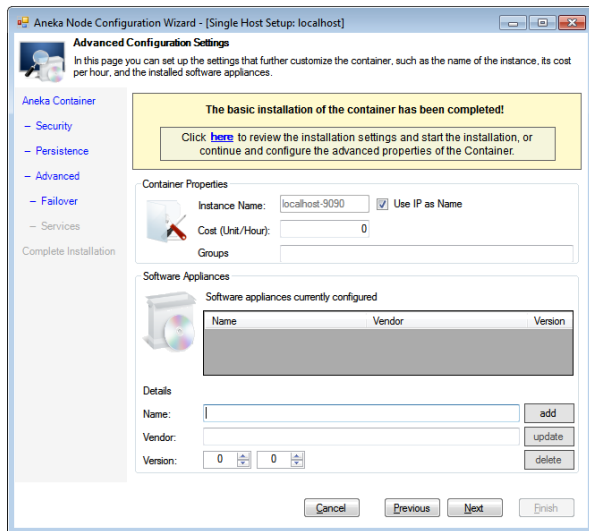 Aneka Node Configuration Wizard - [Single Host Setup: localhost]
Advanced Configuration Settings
In this page you can set up the settings that further customize the container, such as the name of the instance, its cost
per hour, and the installed software appliances.
Aneka Container
– Security
– Persistence
– Advanced
– Failover
– Services
Complete Installation
The basic installation of the container has been completed!
Click here to review the installation settings and start the installation, or
continue and configure the advanced properties of the Container.
Container Properties
Instance Name: localhost-9090 Use IP as Name
Cost (Unit/Hour): 0
Groups
Software Appliances
Software appliances currently configured
Name Vendor Version
Details
Name: add
Vendor: update
Version: 0 0 delete
Cancel Previous Next Finish